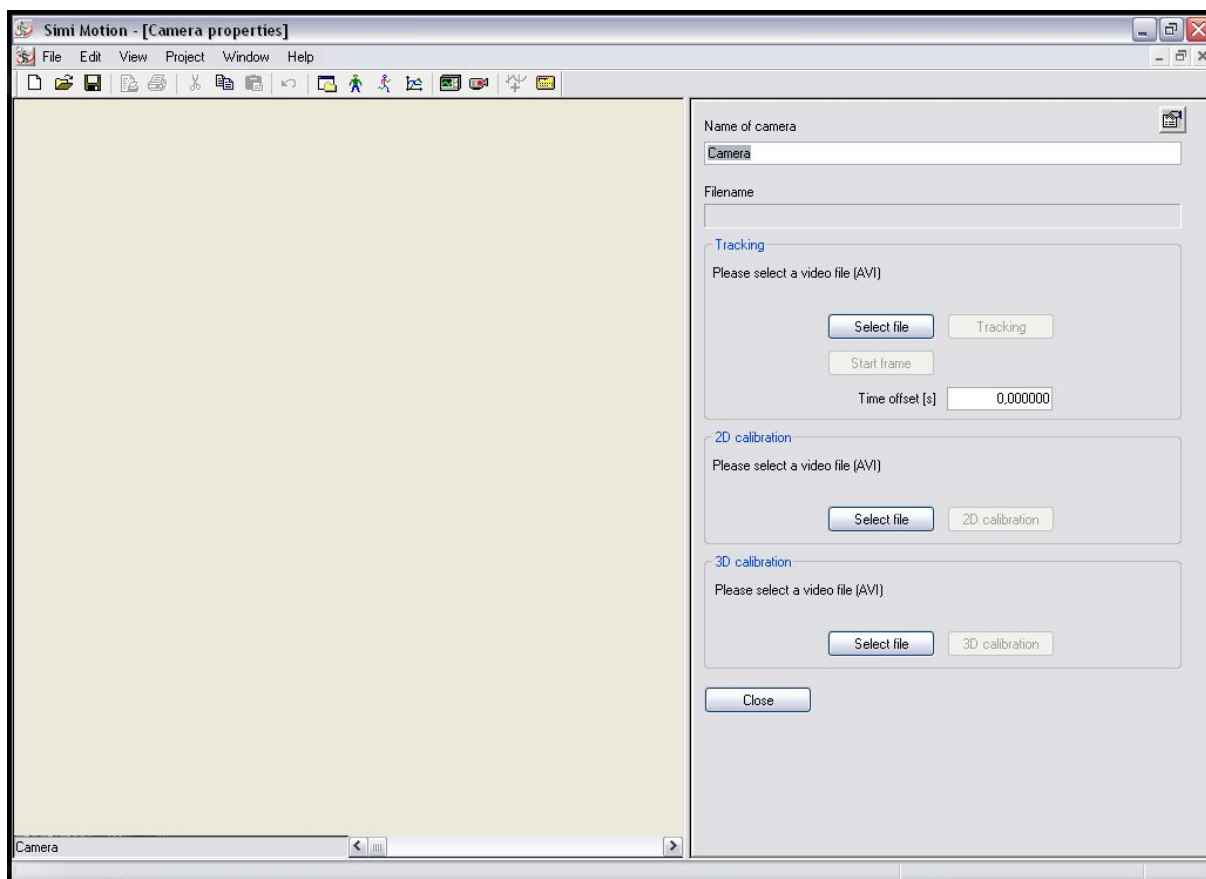 Simi Motion - [Camera properties]
File Edit View Project Window Help
Name of camera
Camera
Filename
Tracking
Please select a video file (AVI)
Select file Tracking
Start frame
Time offset [s] 0,000000
2D calibration
Please select a video file (AVI)
Select file 2D calibration
3D calibration
Please select a video file (AVI)
Select file 3D calibration
Close
Camera